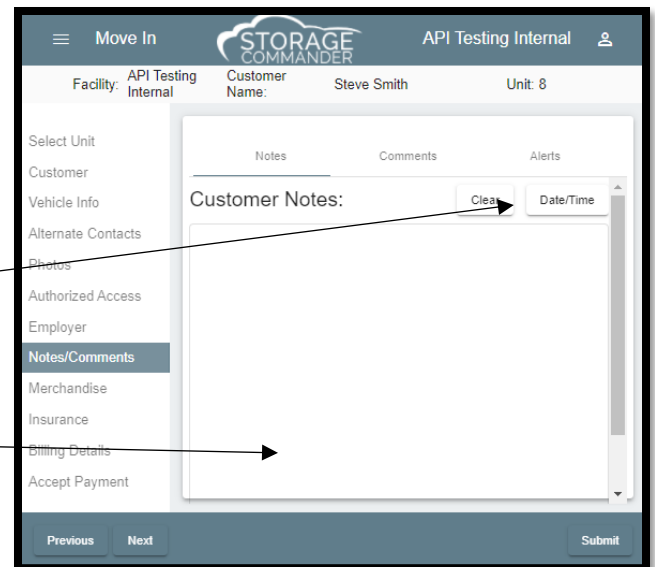 Move In
STORAGE
COMMANDER
API Testing Internal
Facility: API Testing Internal
Customer Name: Steve Smith
Unit: 8
Select Unit
Customer
Vehicle Info
Alternate Contacts
Photos
Authorized Access
Employer
Notes/Comments
Merchandise
Insurance
Billing Details
Accept Payment
Notes Comments Alerts
Customer Notes: Clear Date/Time
Previous Next Submit